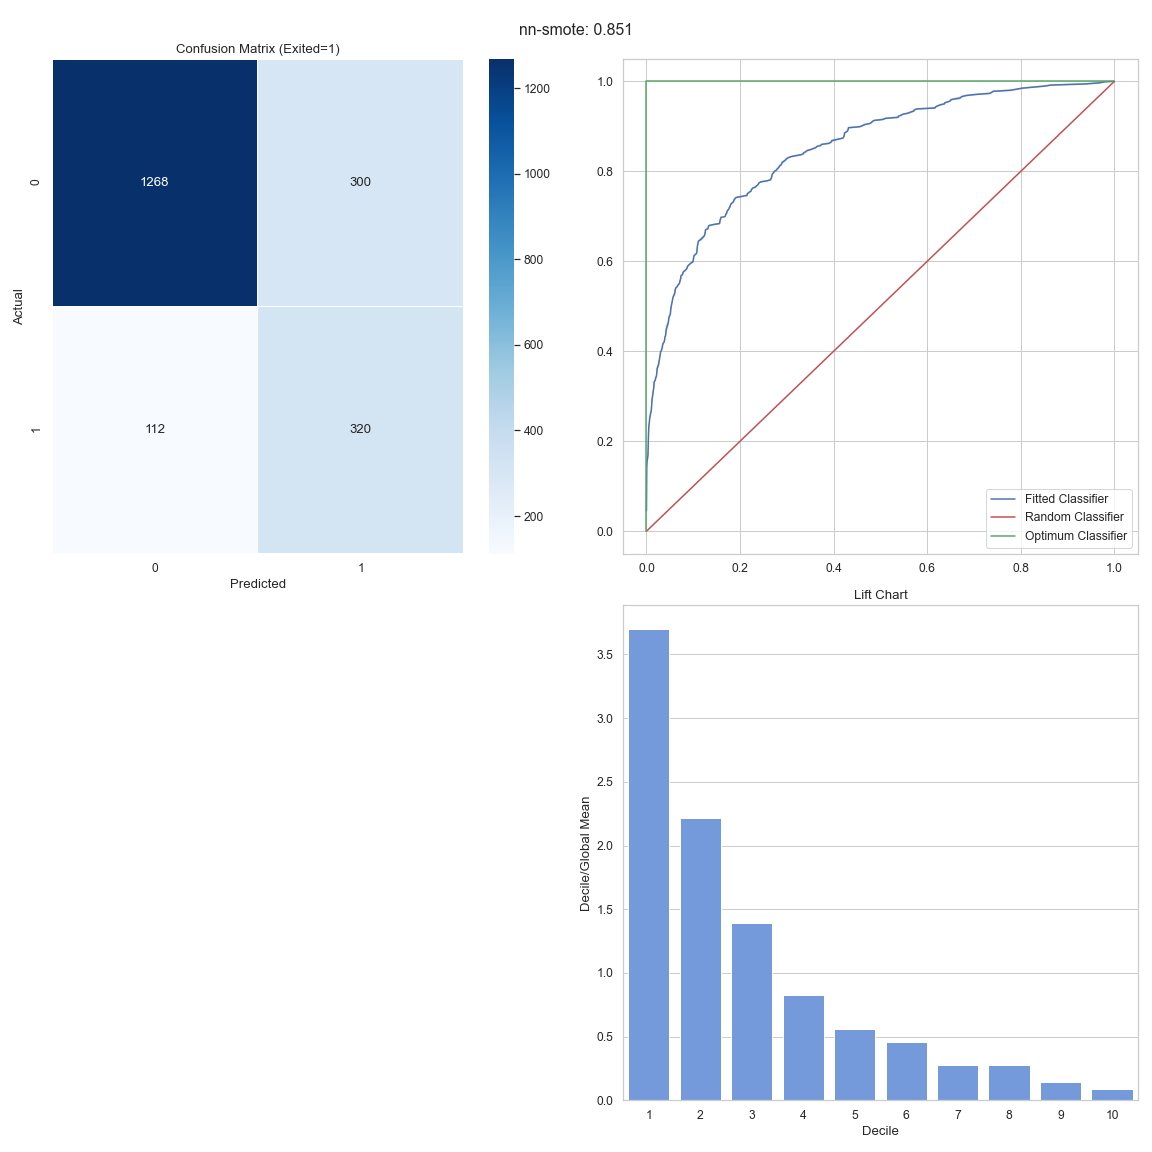 nn-smote: 0.851
Confusion Matrix (Exited=1)
0
1268
300
1
112
320
Actual
0
1
Predicted
1200
1000
800
600
400
200
1.0
0.8
0.6
0.4
0.2
0.0
Fitted Classifier
Random Classifier
Optimum Classifier
0.0 0.2 0.4 0.6 0.8 1.0
Lift Chart
Decile/Global Mean
3.5
3.0
2.5
2.0
1.5
1.0
0.5
0.0
1 2 3 4 5 6 7 8 9 10
Decile